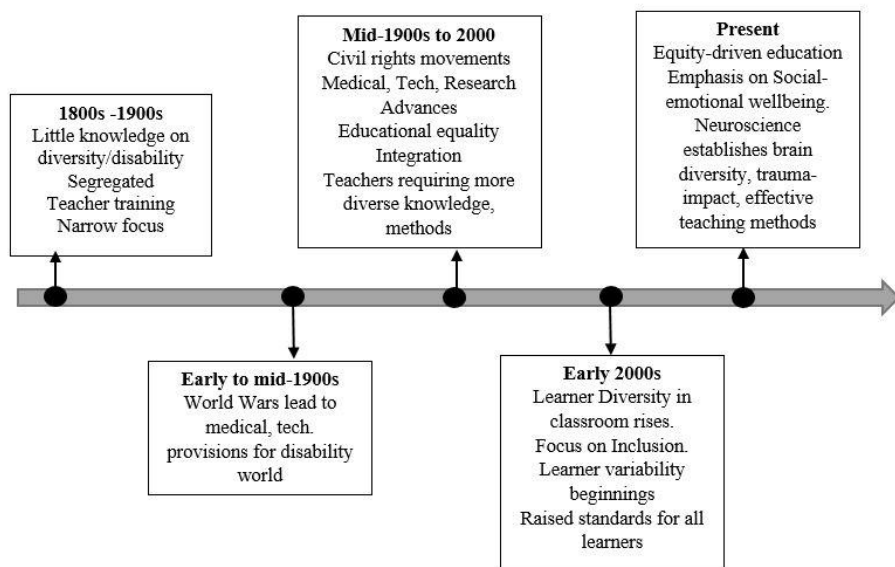 1800s -1900s
Little knowledge on
diversity/disability
Segregated
Teacher training
Narrow focus
Early to mid-1900s
World Wars lead to
medical, tech.
provisions for disability
world
Mid-1900s to 2000
Civil rights movements
Medical, Tech, Research
Advances
Educational equality
Integration
Teachers requiring more
diverse knowledge,
methods
Early 2000s
Learner Diversity in
classroom rises.
Focus on Inclusion.
Learner variability
beginnings
Raised standards for all
learners
Present
Equity-driven education
Emphasis on Social-
emotional wellbeing.
Neuroscience
establishes brain
diversity, trauma-
impact, effective
teaching methods